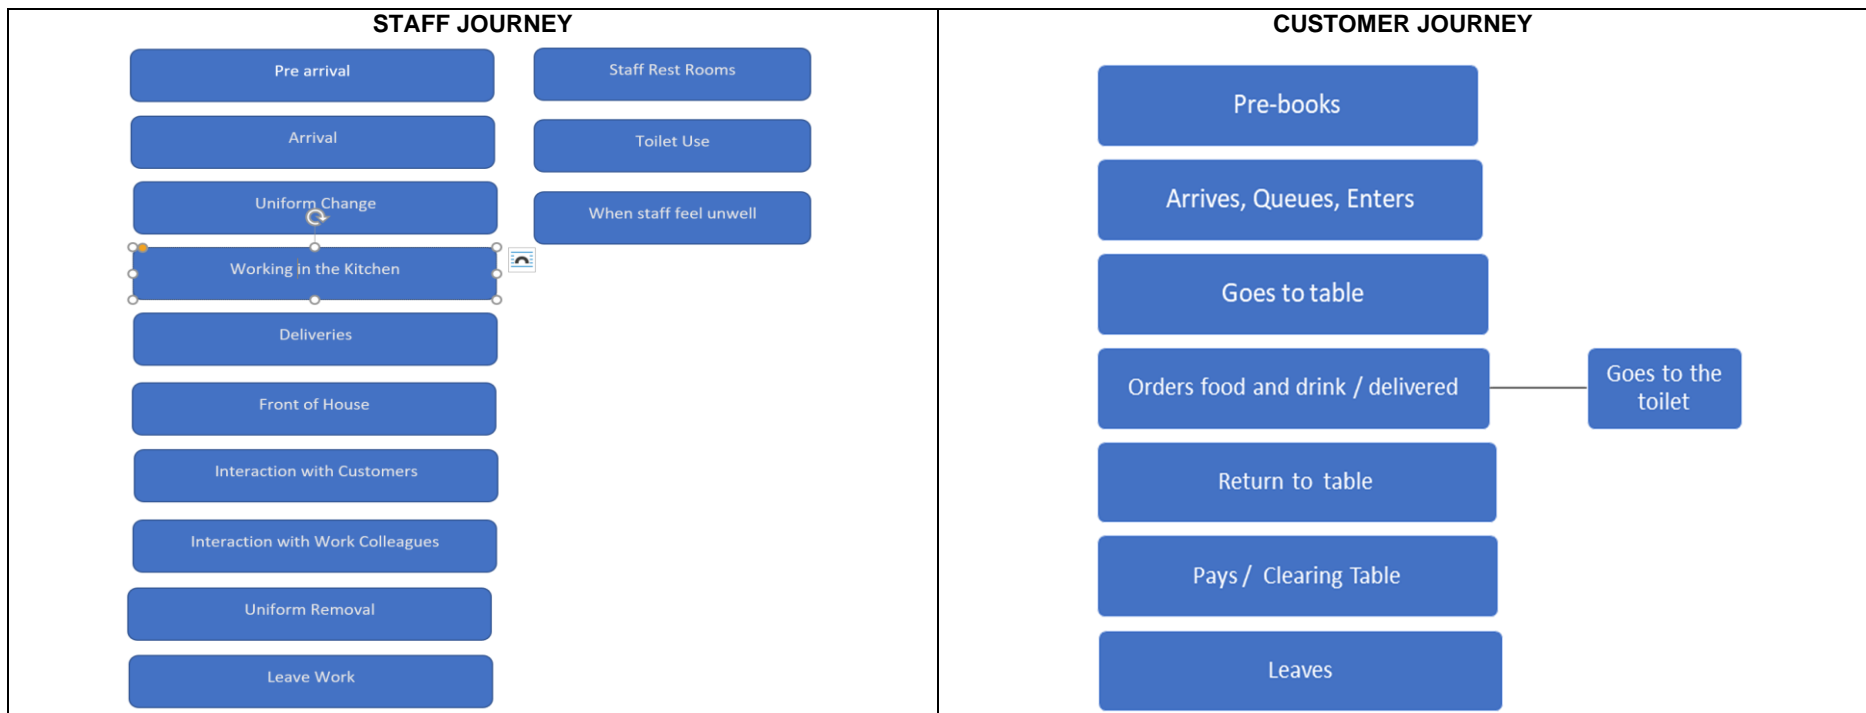 STAFF JOURNEY
Pre arrival
Arrival
Uniform Change
Working in the Kitchen
Deliveries
Front of House
Interaction with Customers
Interaction with Work Colleagues
Uniform Removal
Leave Work
Staff Rest Rooms
Toilet Use
When staff feel unwell
CUSTOMER JOURNEY
Pre-books
Arrives, Queues, Enters
Goes to table
Orders food and drink / delivered
Goes to the
toilet
Return to table
Pays / Clearing Table
Leaves